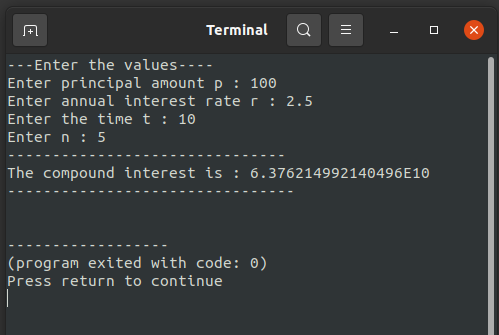 Terminal
---Enter the values----
Enter principal amount p : 100
Enter annual interest rate r : 2.5
Enter the time t : 10
Enter n : 5
-------------------------------
The compound interest is : 6.376214992140496E10
--------------------------------
------------------
(program exited with code: 0)
Press return to continue